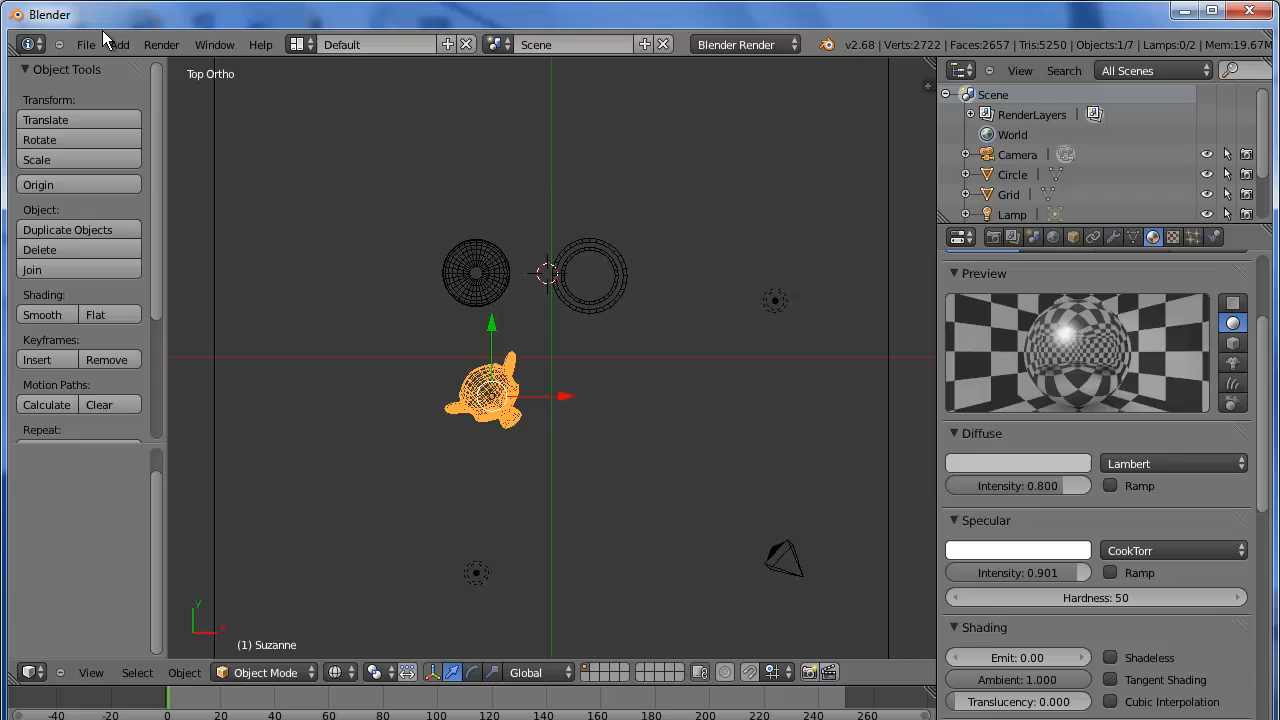 Blender
File Add Render Window Help Default Scene Blender Render v2.68 | Verts:2722 | Faces:2657 | Tris:5250 | Objects:1/7 | Lamps:0/2 | Mem:19.67M
Object Tools
Transform:
Translate
Rotate
Scale
Origin
Object:
Duplicate Objects
Delete
Join
Shading:
Smooth Flat
Keyframes:
Insert Remove
Motion Paths:
Calculate Clear
Repeat:
Top Ortho
y
x
(1) Suzanne
View Select Object Object Mode Global
-40 -20 0 20 40 60 80 100 120 140 160 180 200 220 240 260
View Search All Scenes
Scene
RenderLayers |
World
Camera |
Circle |
Grid |
Lamp |
Preview
Diffuse
Lambert
Intensity: 0.800 Ramp
Specular
CookTorr
Intensity: 0.901 Ramp
Hardness: 50
Shading
Emit: 0.00 Shadeless
Ambient: 1.000 Tangent Shading
Translucency: 0.000 Cubic Interpolation